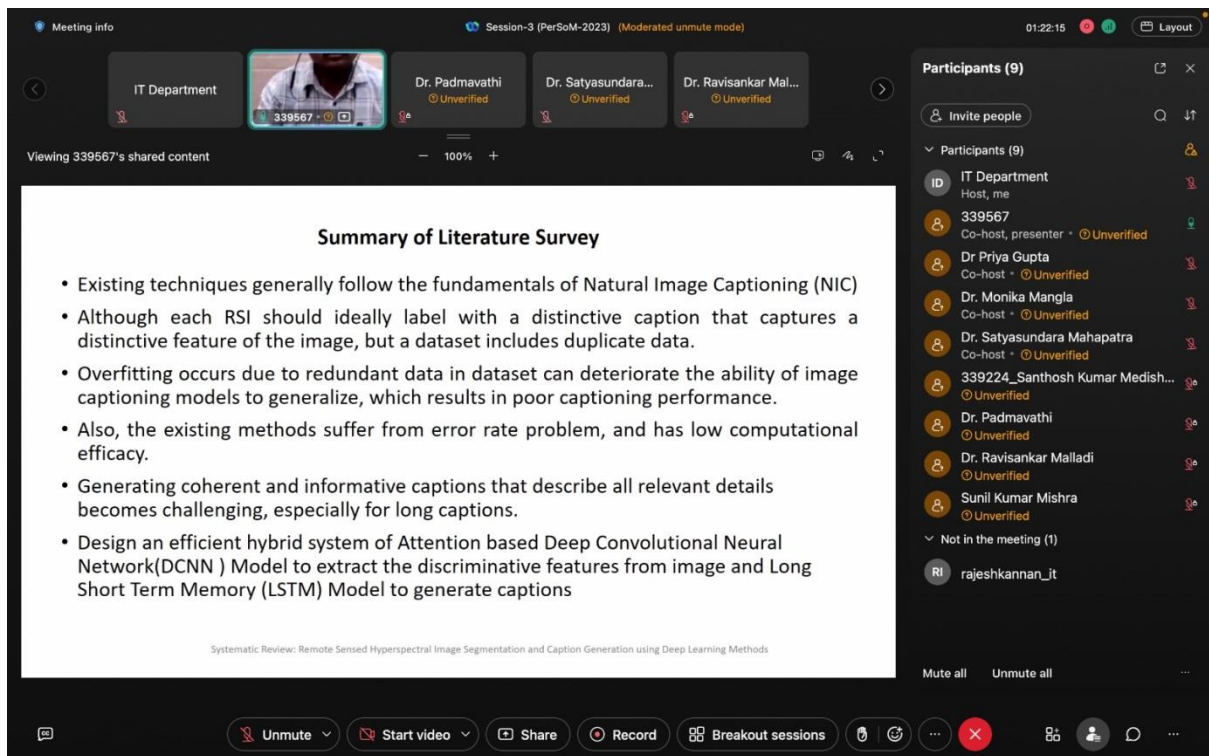 Meeting info
Session-3 (PerSoM-2023) (Moderated unmute mode)
01:22:15
Layout
IT Department
339567
Dr. Padmavathi
Unverified
Dr. Satyasundara...
Unverified
Dr. Ravisankar Mal...
Unverified
Viewing 339567's shared content
− 100% +
Summary of Literature Survey
• Existing techniques generally follow the fundamentals of Natural Image Captioning (NIC)
• Although each RSI should ideally label with a distinctive caption that captures a
distinctive feature of the image, but a dataset includes duplicate data.
• Overfitting occurs due to redundant data in dataset can deteriorate the ability of image
captioning models to generalize, which results in poor captioning performance.
• Also, the existing methods suffer from error rate problem, and has low computational
efficacy.
• Generating coherent and informative captions that describe all relevant details
becomes challenging, especially for long captions.
• Design an efficient hybrid system of Attention based Deep Convolutional Neural
Network(DCNN ) Model to extract the discriminative features from image and Long
Short Term Memory (LSTM) Model to generate captions
Systematic Review: Remote Sensed Hyperspectral Image Segmentation and Caption Generation using Deep Learning Methods
Participants (9)
Invite people
Participants (9)
ID IT Department
Host, me
339567
Co-host, presenter • Unverified
Dr Priya Gupta
Co-host • Unverified
Dr. Monika Mangla
Co-host • Unverified
Dr. Satyasundara Mahapatra
Co-host • Unverified
339224_Santhosh Kumar Medish...
Unverified
Dr. Padmavathi
Unverified
Dr. Ravisankar Malladi
Unverified
Sunil Kumar Mishra
Unverified
Not in the meeting (1)
RI rajeshkannan_it
Mute all Unmute all ...
CC
Unmute
Start video
Share
Record
Breakout sessions